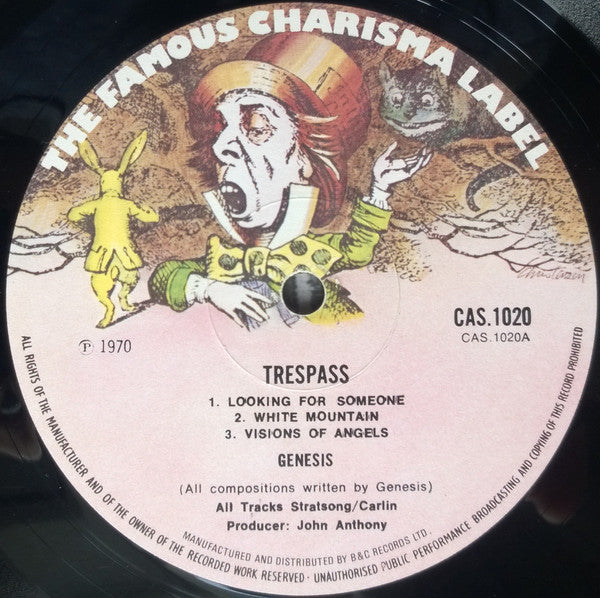 THE FAMOUS CHARISMA LABEL
Christensen
CAS.1020
CAS.1020A
Ⓟ 1970
TRESPASS
1. LOOKING FOR SOMEONE
2. WHITE MOUNTAIN
3. VISIONS OF ANGELS
GENESIS
(All compositions written by Genesis)
All Tracks Stratsong/Carlin
Producer: John Anthony
MANUFACTURED AND DISTRIBUTED BY B&C RECORDS LTD.
ALL RIGHTS OF THE MANUFACTURER AND OF THE OWNER OF THE RECORDED WORK RESERVED · UNAUTHORISED PUBLIC PERFORMANCE BROADCASTING AND COPYING OF THIS RECORD PROHIBITED